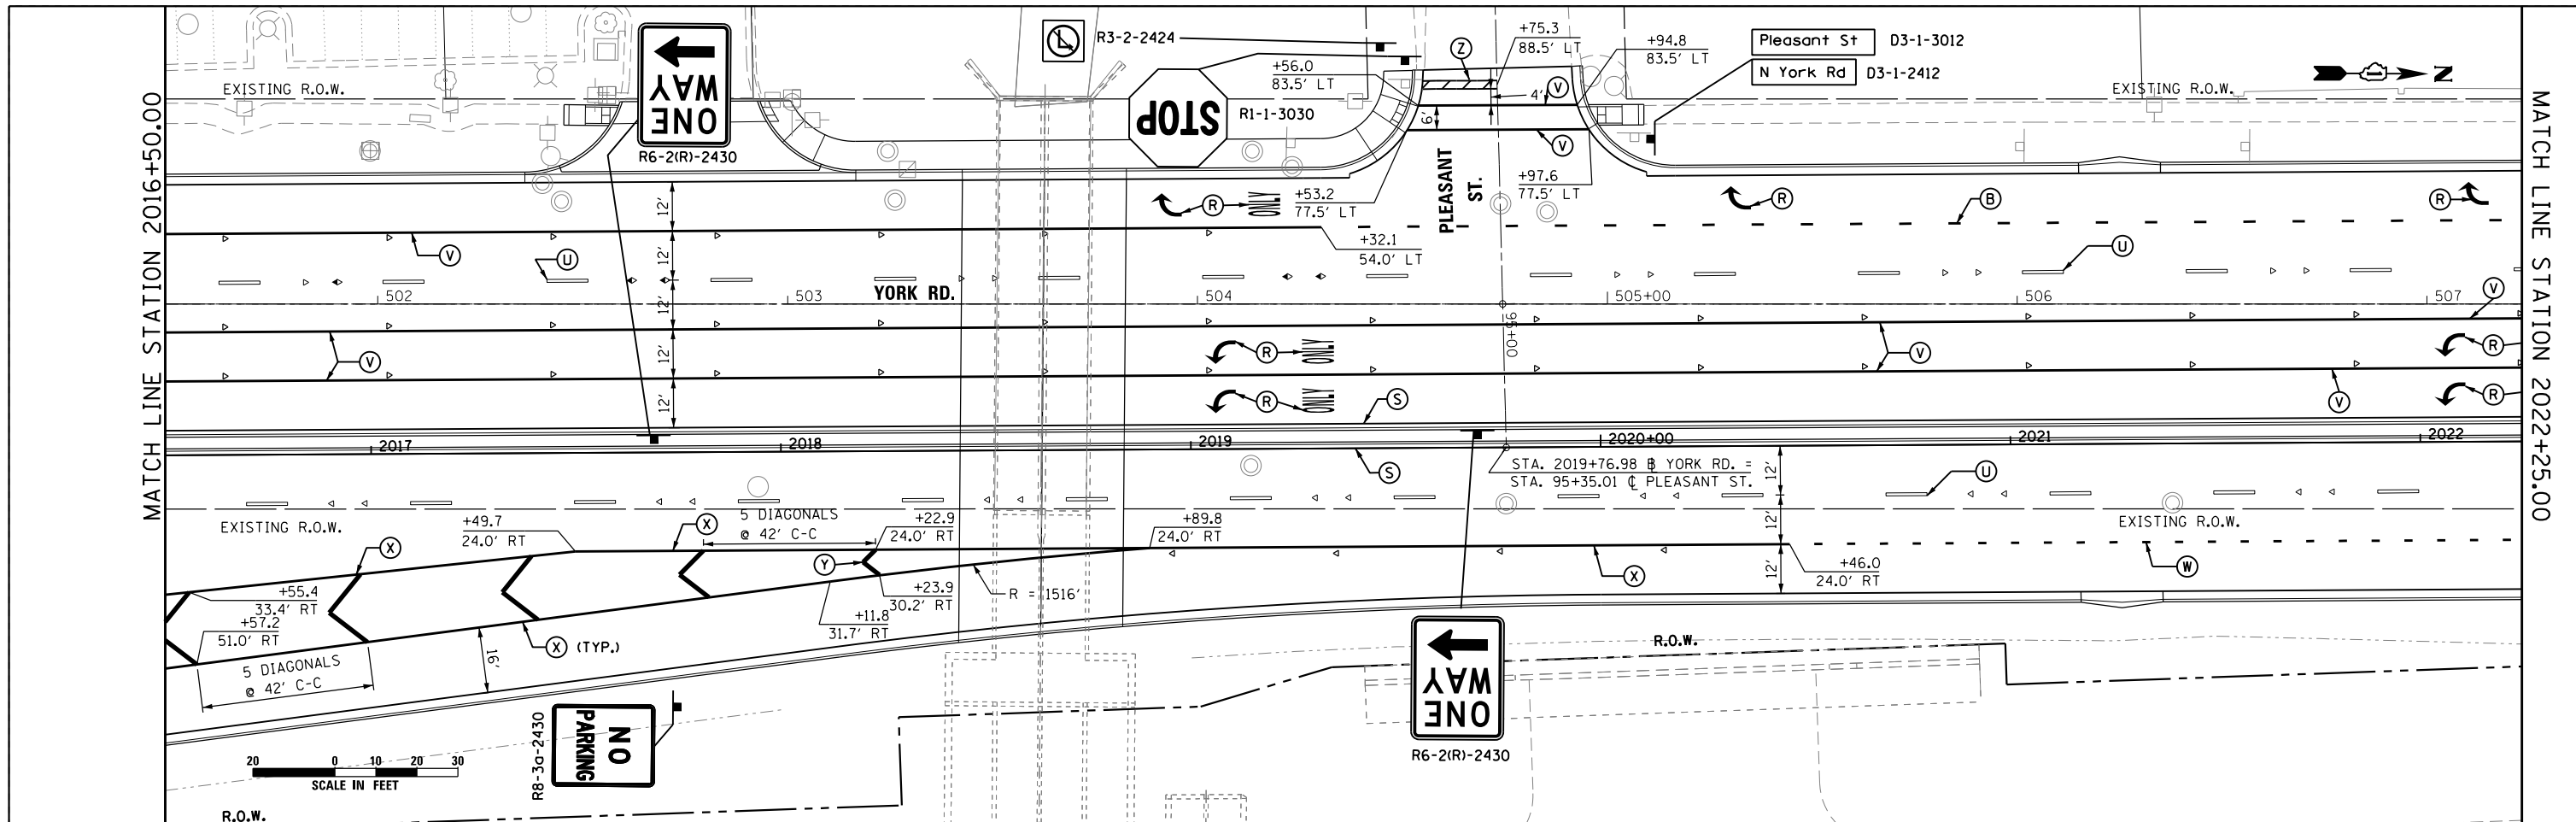 MATCH LINE STATION 2016+50.00
EXISTING R.O.W.
ONE
WAY
R6-2(R)-2430
R3-2-2424
STOP
R1-1-3030
+56.0
83.5' LT
Z
+75.3
88.5' LT
+94.8
83.5' LT
Pleasant St D3-1-3012
N York Rd D3-1-2412
N
EXISTING R.O.W.
MATCH LINE STATION 2022+25.00
4'
V
6'
V
PLEASANT
ST.
+53.2
77.5' LT
+97.6
77.5' LT
R
R
B
R
12'
V
U
12'
+32.1
54.0' LT
U
502
503
YORK RD.
504
505+00
506
507
12'
95+00
V
V
12'
R
V
R
12'
R
S
V
R
2017
2018
2019
2020+00
2021
2022
S
STA. 2019+76.98 B YORK RD. =
STA. 95+35.01 ℄ PLEASANT ST.
12'
U
EXISTING R.O.W.
+49.7
24.0' RT
X
5 DIAGONALS
@ 42' C-C
+22.9
24.0' RT
+89.8
24.0' RT
12'
EXISTING R.O.W.
X
Y
X
12'
+46.0
24.0' RT
W
+55.4
33.4' RT
+57.2
51.0' RT
+23.9
30.2' RT
R = 1516'
+11.8
31.7' RT
X (TYP.)
16'
5 DIAGONALS
@ 42' C-C
R.O.W.
NO
PARKING
R8-3a-2430
ONE
WAY
R6-2(R)-2430
20 0 10 20 30
SCALE IN FEET
R.O.W.